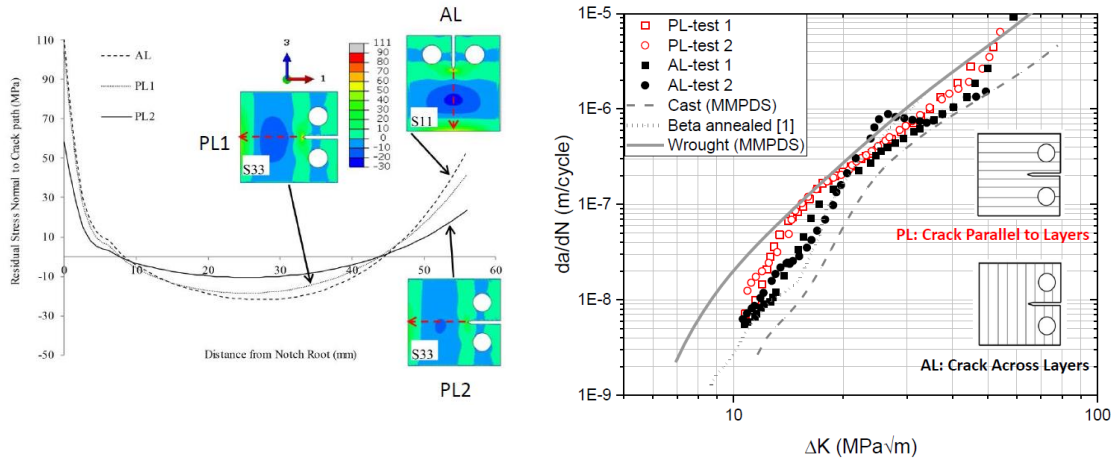 AL
110
90
70
50
30
10
-10
-30
-50
Residual Stress Normal to Crack path (MPa)
AL
PL1
PL2
3
1
111
90
80
70
60
50
40
30
20
10
0
-10
-20
-30
S11
PL1
S33
0
10
20
30
40
50
60
Distance from Notch Root (mm)
S33
PL2
1E-5
1E-6
1E-7
1E-8
1E-9
da/dN (m/cycle)
PL-test 1
PL-test 2
AL-test 1
AL-test 2
Cast (MMPDS)
Beta annealed [1]
Wrought (MMPDS)
PL: Crack Parallel to Layers
AL: Crack Across Layers
10
100
ΔK (MPa√m)